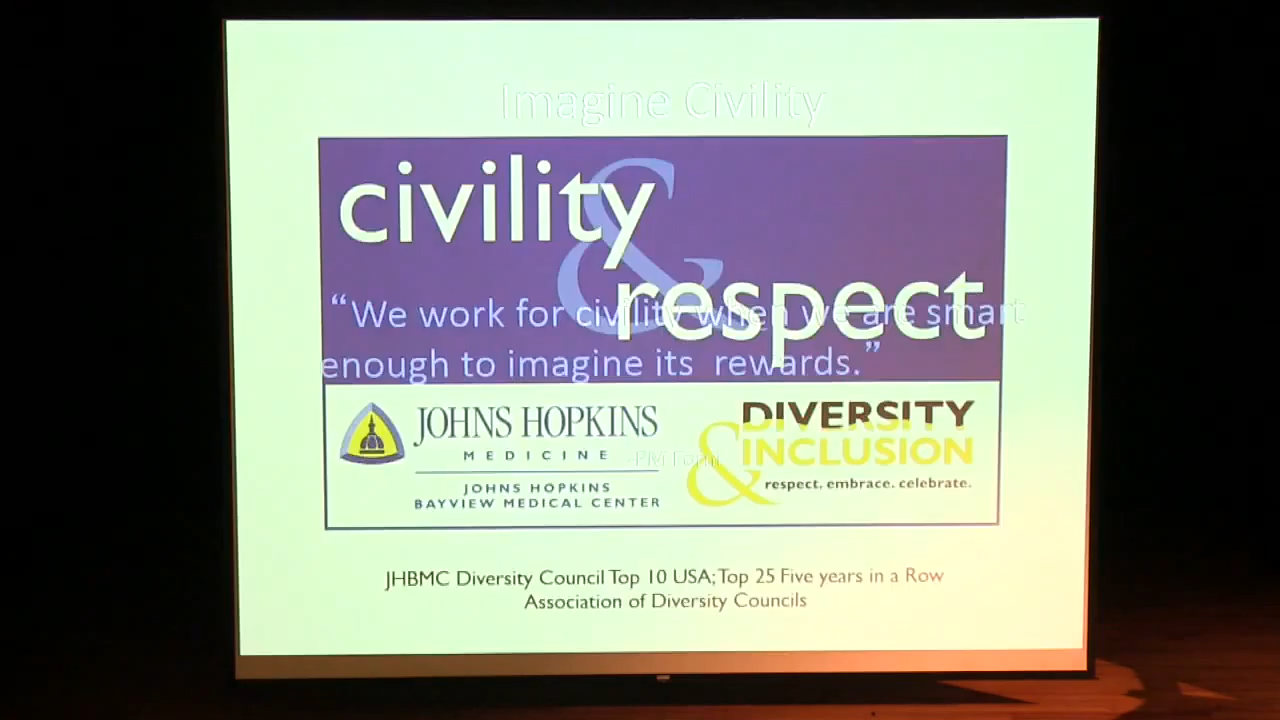 Imagine Civility
civility
&
respect
“We work for civility when we are smart
enough to imagine its rewards.”
JOHNS HOPKINS
MEDICINE
JOHNS HOPKINS
BAYVIEW MEDICAL CENTER
DIVERSITY
& INCLUSION
respect. embrace. celebrate.
JHBMC Diversity Council Top 10 USA; Top 25 Five years in a Row
Association of Diversity Councils